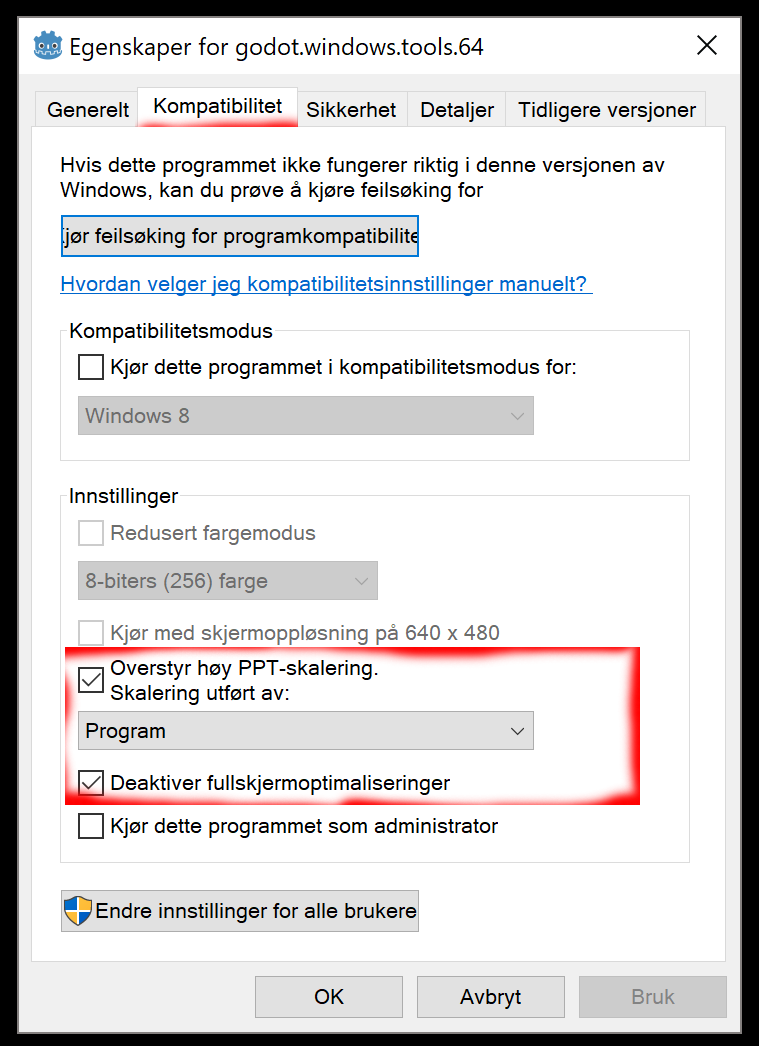 Egenskaper for godot.windows.tools.64
Generelt Kompatibilitet Sikkerhet Detaljer Tidligere versjoner
Hvis dette programmet ikke fungerer riktig i denne versjonen av
Windows, kan du prøve å kjøre feilsøking for
jør feilsøking for programkompatibilite
Hvordan velger jeg kompatibilitetsinnstillinger manuelt?
Kompatibilitetsmodus
Kjør dette programmet i kompatibilitetsmodus for:
Windows 8
Innstillinger
Redusert fargemodus
8-biters (256) farge
Kjør med skjermoppløsning på 640 x 480
Overstyr høy PPT-skalering.
Skalering utført av:
Program
Deaktiver fullskjermoptimaliseringer
Kjør dette programmet som administrator
Endre innstillinger for alle brukere
OK Avbryt Bruk